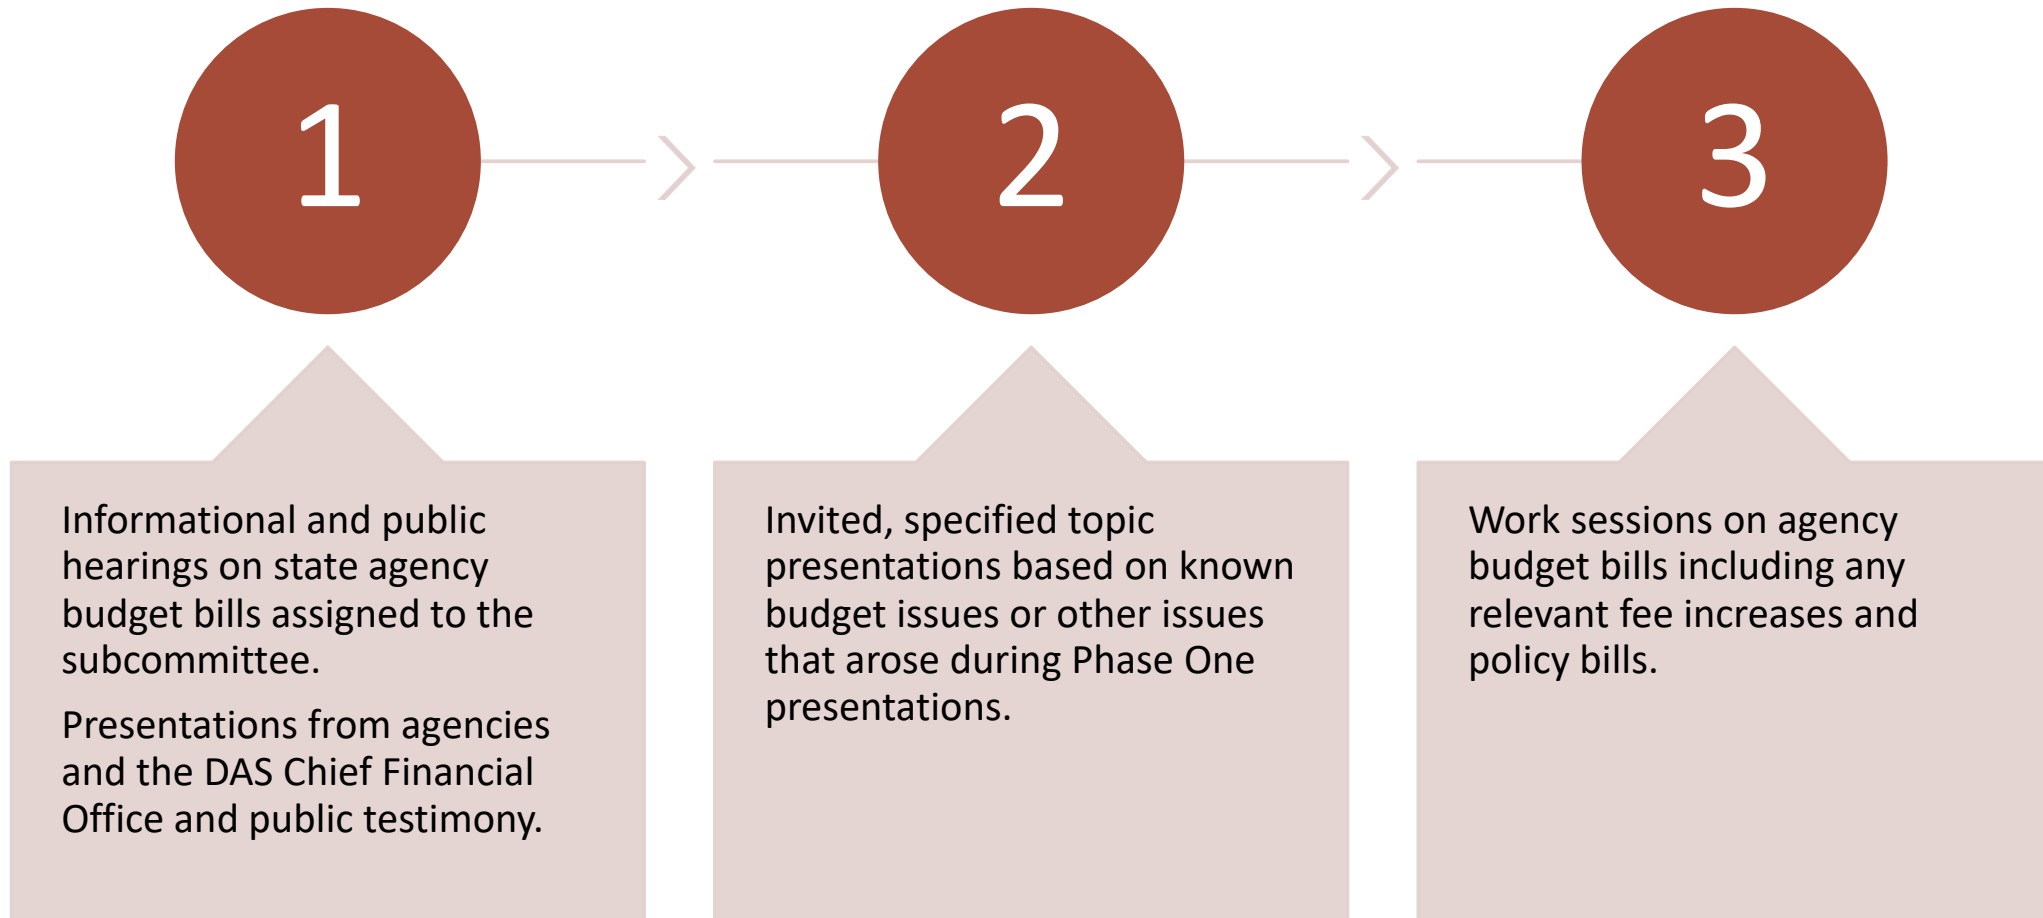 1
2
3
Informational and public
hearings on state agency
budget bills assigned to the
subcommittee.
Presentations from agencies
and the DAS Chief Financial
Office and public testimony.
Invited, specified topic
presentations based on known
budget issues or other issues
that arose during Phase One
presentations.
Work sessions on agency
budget bills including any
relevant fee increases and
policy bills.